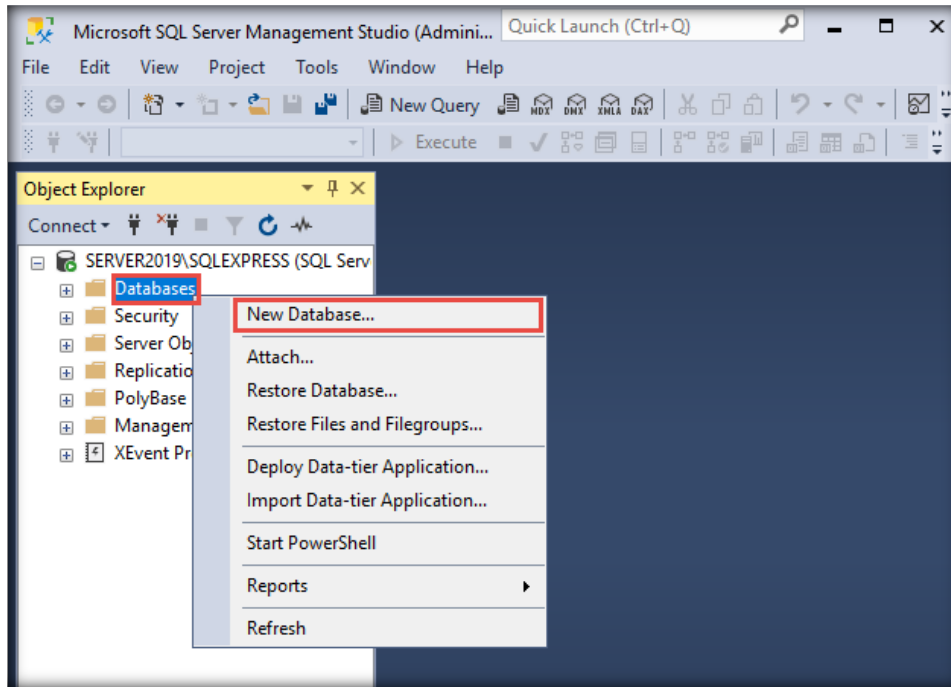 Microsoft SQL Server Management Studio (Admini... Quick Launch (Ctrl+Q)
File Edit View Project Tools Window Help
New Query MDX DMX XMLA DAX
Execute
Object Explorer
Connect
SERVER2019\SQLEXPRESS (SQL Serv
Databases
Security
Server Ob
Replicatio
PolyBase
Managem
XEvent Pr
New Database...
Attach...
Restore Database...
Restore Files and Filegroups...
Deploy Data-tier Application...
Import Data-tier Application...
Start PowerShell
Reports
Refresh